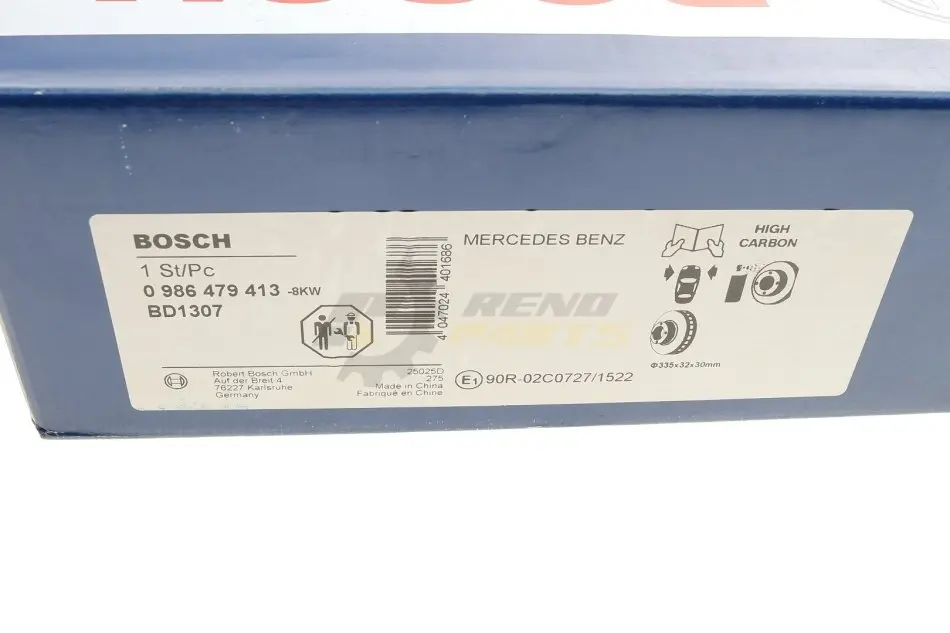 BOSCH
1 St/Pc
0 986 479 413 -8KW
BD1307
4 047024 401686
MERCEDES BENZ
HIGH
CARBON
Φ335x32x30mm
RENO
PARTS
Robert Bosch GmbH
Auf der Breit 4
76227 Karlsruhe
Germany
25025D
275
Made in China
Fabriqué en Chine
E1 90R-02C0727/1522